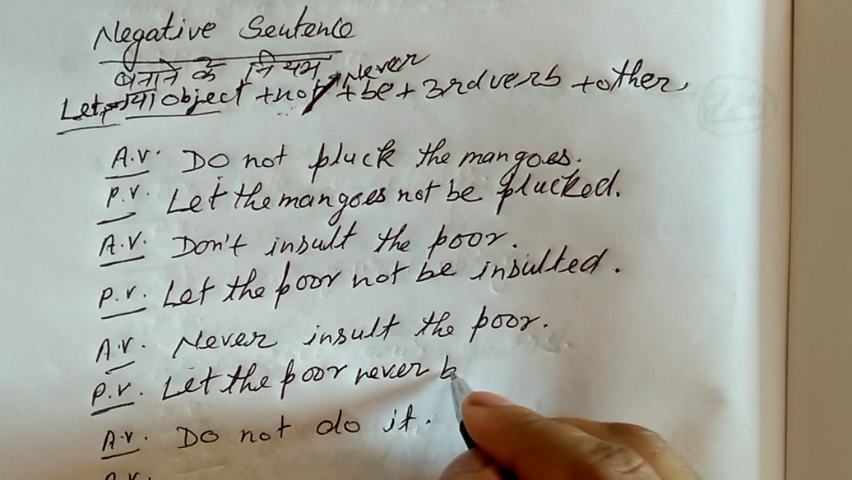 Negative Sentence
बनाने के नियम
Never
Let + object + not / + be + 3rd verb + other,
A.V. Do not pluck the mangoes.
P.V. Let the mangoes not be plucked.
A.V. Don't insult the poor.
P.V. Let the poor not be insulted.
A.V. Never insult the poor.
P.V. Let the poor never b
A.V. Do not do it.